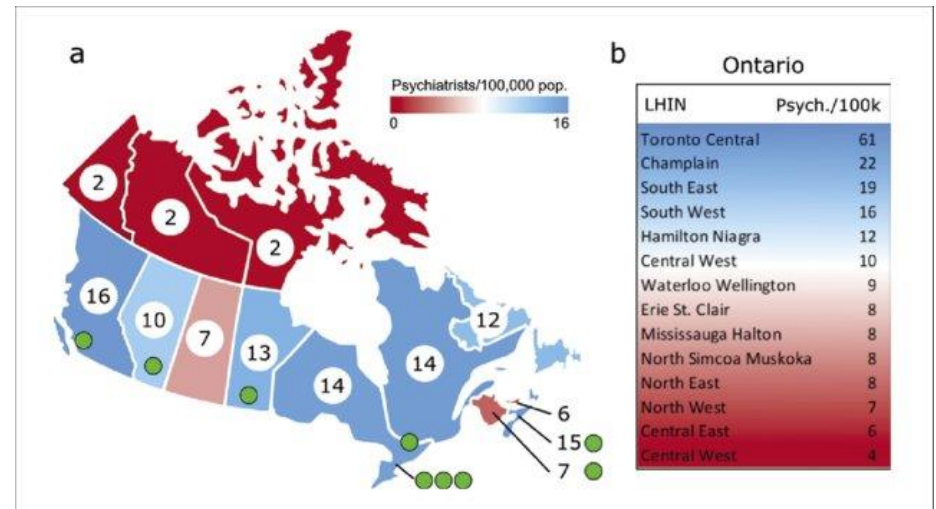 a
Psychiatrists/100,000 pop.
0 16
2
2
2
16
10
7
13
14
14
12
6
15
7
b
Ontario
LHIN Psych./100k
Toronto Central 61
Champlain 22
South East 19
South West 16
Hamilton Niagra 12
Central West 10
Waterloo Wellington 9
Erie St. Clair 8
Mississauga Halton 8
North Simcoa Muskoka 8
North East 8
North West 7
Central East 6
Central West 4